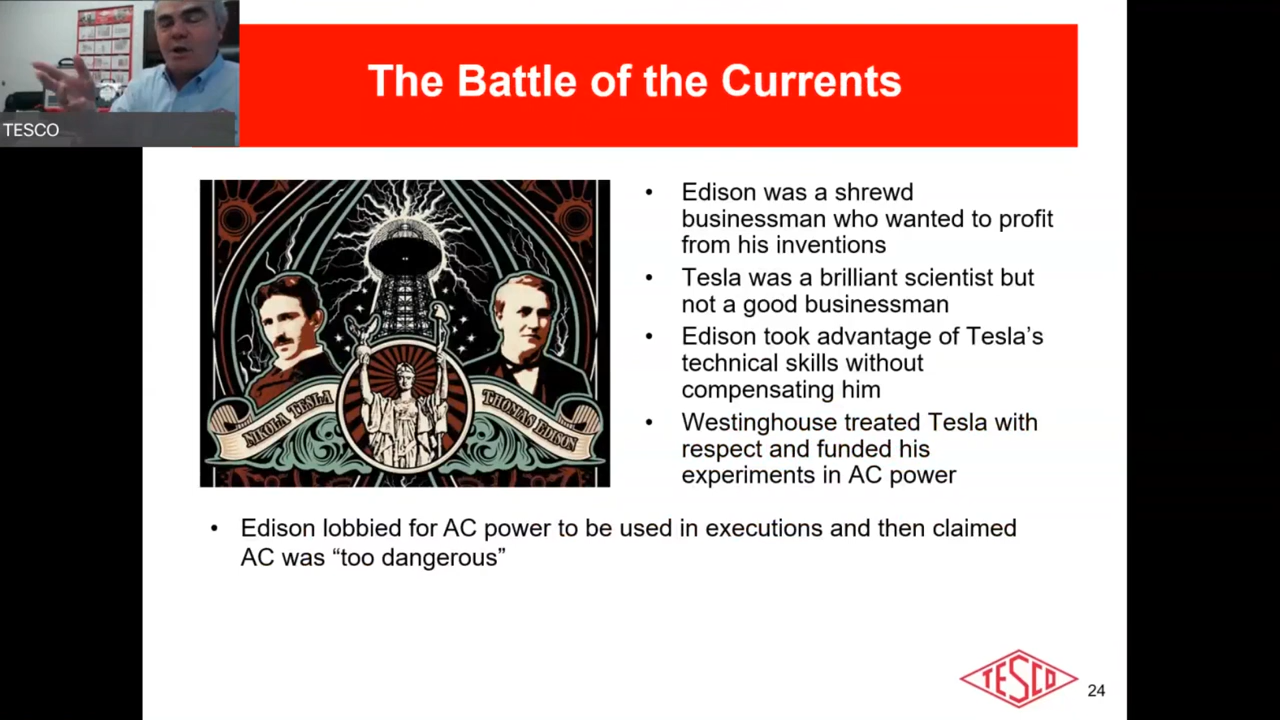 TESCO
The Battle of the Currents
NIKOLA TESLA
THOMAS EDISON
• Edison was a shrewd
businessman who wanted to profit
from his inventions
• Tesla was a brilliant scientist but
not a good businessman
• Edison took advantage of Tesla’s
technical skills without
compensating him
• Westinghouse treated Tesla with
respect and funded his
experiments in AC power
• Edison lobbied for AC power to be used in executions and then claimed
AC was “too dangerous”
TESCO
24